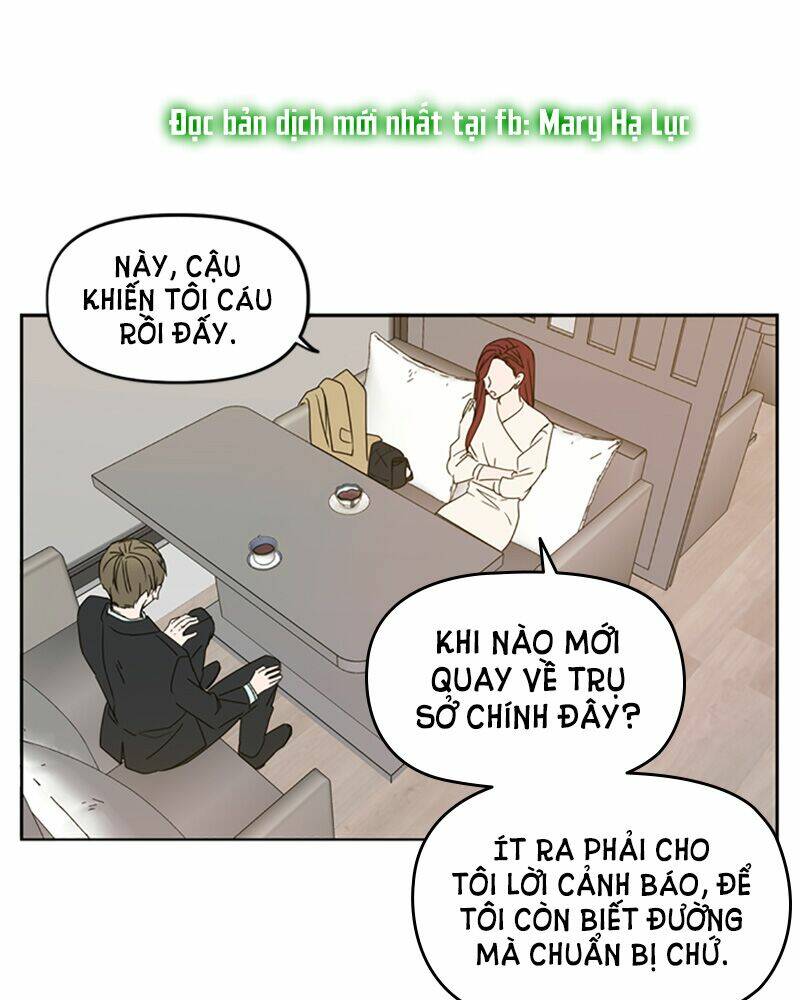 Đọc bản dịch mới nhất tại fb: Mary Hạ Lục
NÀY, CẬU
KHIẾN TÔI CÁU
RỒI ĐẤY.
KHI NÀO MỚI
QUAY VỀ TRỤ
SỞ CHÍNH ĐÂY?
ÍT RA PHẢI CHO
TÔI LỜI CẢNH BÁO, ĐỂ
TÔI CÒN BIẾT ĐƯỜNG
MÀ CHUẨN BỊ CHỨ.